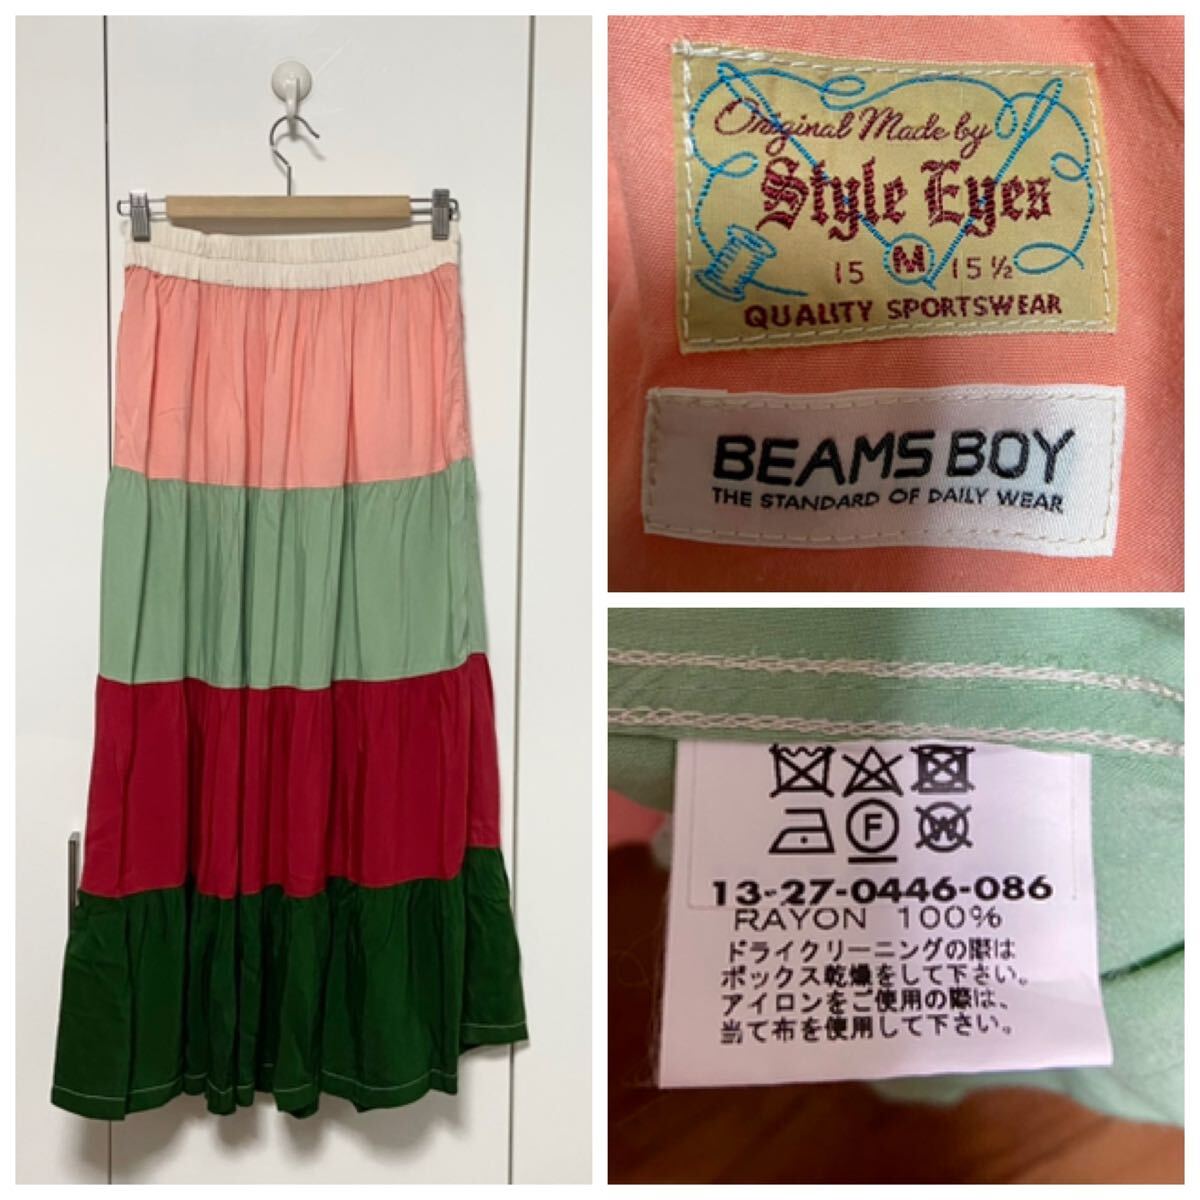 Original Made by
Style Eyes
15 M 15 ½
QUALITY SPORTSWEAR
BEAMS BOY
THE STANDARD OF DAILY WEAR
F W
13-27-0446-086
RAYON 100%
ドライクリーニングの際は
ボックス乾燥をして下さい。
アイロンをご使用の際は、
当て布を使用して下さい。